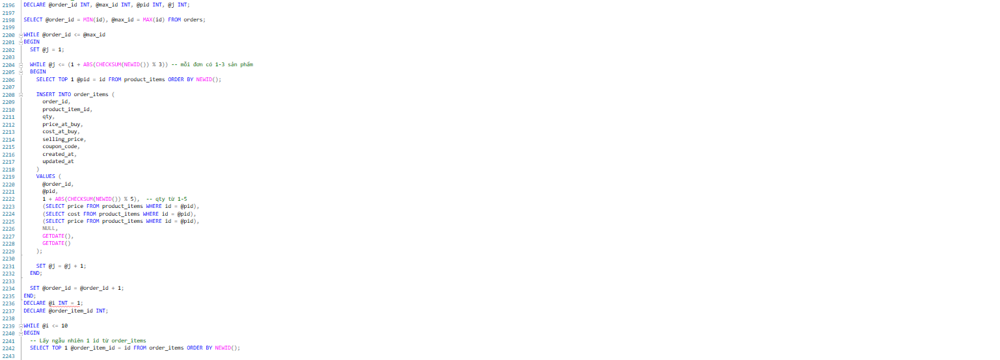 2196 DECLARE @order_id INT, @max_id INT, @pid INT, @j INT;
2197
2198 SELECT @order_id = MIN(id), @max_id = MAX(id) FROM orders;
2199
2200 WHILE @order_id <= @max_id
2201 BEGIN
2202 SET @j = 1;
2203
2204 WHILE @j <= (1 + ABS(CHECKSUM(NEWID()) % 3)) -- mỗi đơn có 1-3 sản phẩm
2205 BEGIN
2206 SELECT TOP 1 @pid = id FROM product_items ORDER BY NEWID();
2207
2208 INSERT INTO order_items (
2209 order_id,
2210 product_item_id,
2211 qty,
2212 price_at_buy,
2213 cost_at_buy,
2214 selling_price,
2215 coupon_code,
2216 created_at,
2217 updated_at
2218 )
2219 VALUES (
2220 @order_id,
2221 @pid,
2222 1 + ABS(CHECKSUM(NEWID()) % 5), -- qty từ 1-5
2223 (SELECT price FROM product_items WHERE id = @pid),
2224 (SELECT cost FROM product_items WHERE id = @pid),
2225 (SELECT price FROM product_items WHERE id = @pid),
2226 NULL,
2227 GETDATE(),
2228 GETDATE()
2229 );
2230
2231 SET @j = @j + 1;
2232 END;
2233
2234 SET @order_id = @order_id + 1;
2235 END;
2236 DECLARE @i INT = 1;
2237 DECLARE @order_item_id INT;
2238
2239 WHILE @i <= 10
2240 BEGIN
2241 -- Lấy ngẫu nhiên 1 id từ order_items
2242 SELECT TOP 1 @order_item_id = id FROM order_items ORDER BY NEWID();
2243